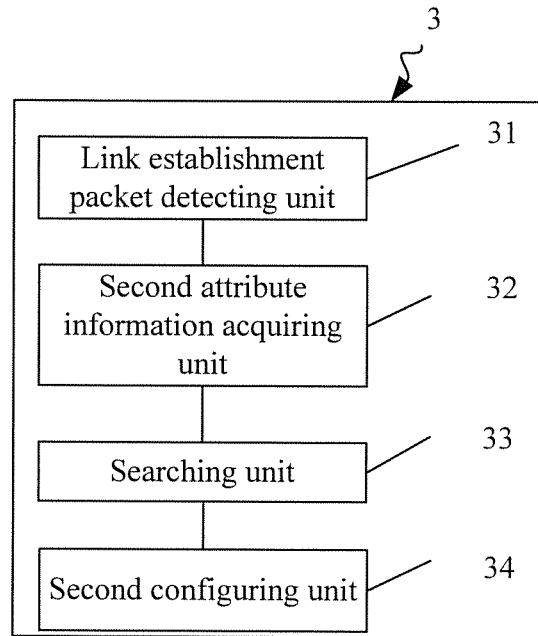 3
Link establishment
packet detecting unit
31
Second attribute
information acquiring
unit
32
Searching unit
33
Second configuring unit
34